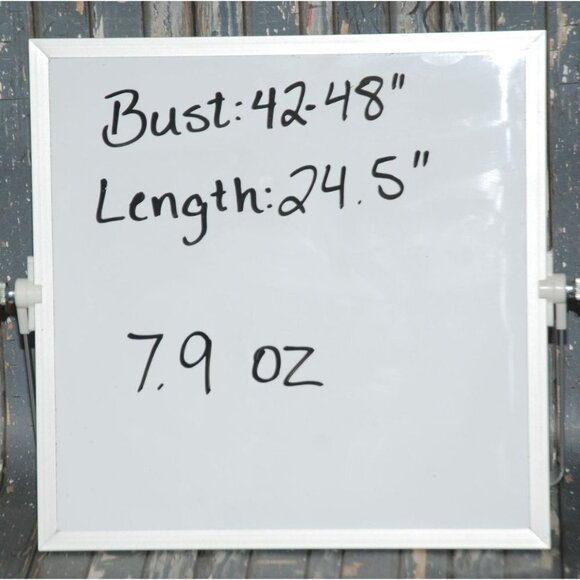 Bust: 42-48"
Length: 24.5"
7.9 oz